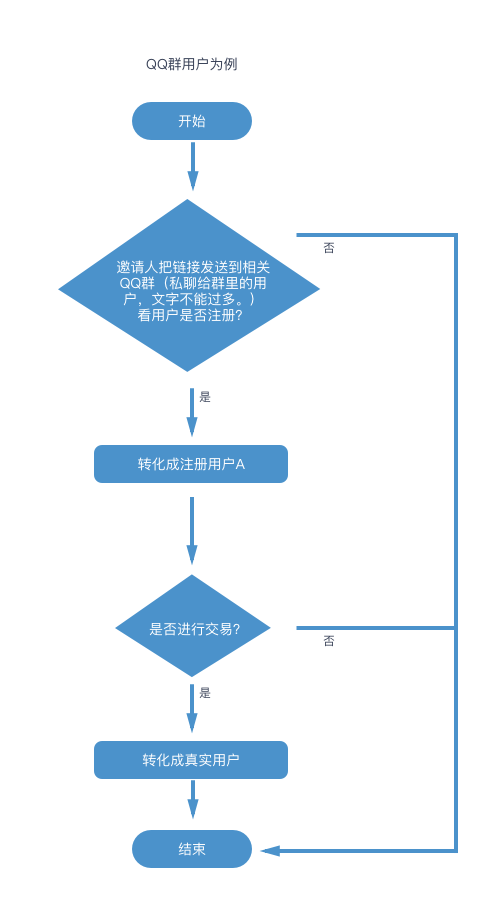 QQ群用户为例
开始
邀请人把链接发送到相关
QQ群（私聊给群里的用
户，文字不能过多。）
看用户是否注册？
否
是
转化成注册用户A
是否进行交易？
否
是
转化成真实用户
结束